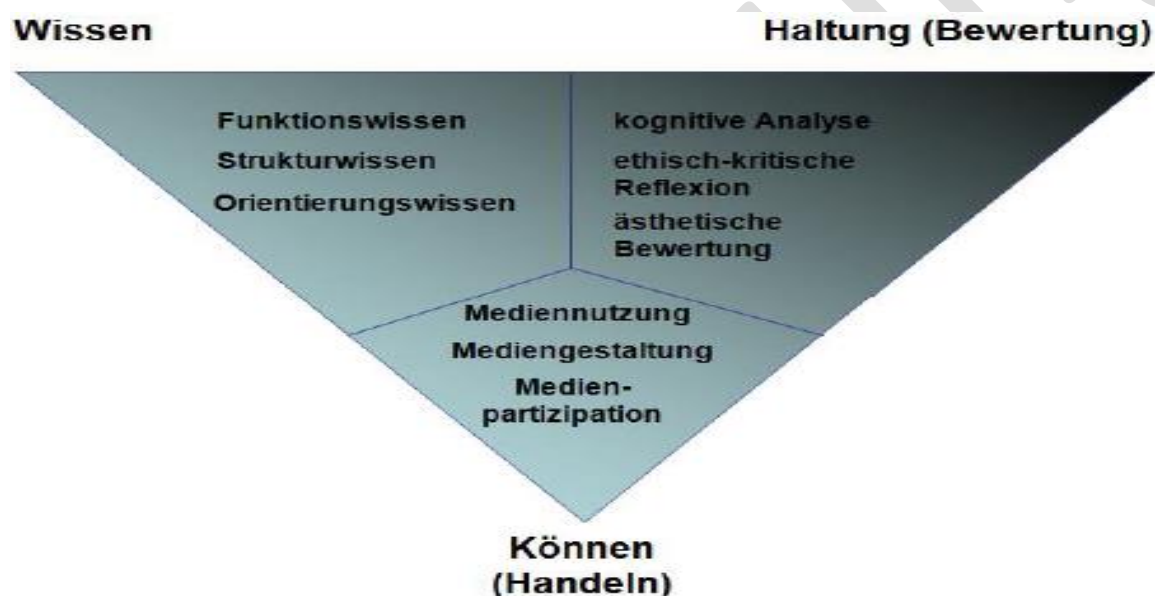 Wissen
Haltung (Bewertung)
Funktionswissen
Strukturwissen
Orientierungswissen
kognitive Analyse
ethisch-kritische
Reflexion
ästhetische
Bewertung
Mediennutzung
Mediengestaltung
Medien-
partizipation
Können
(Handeln)